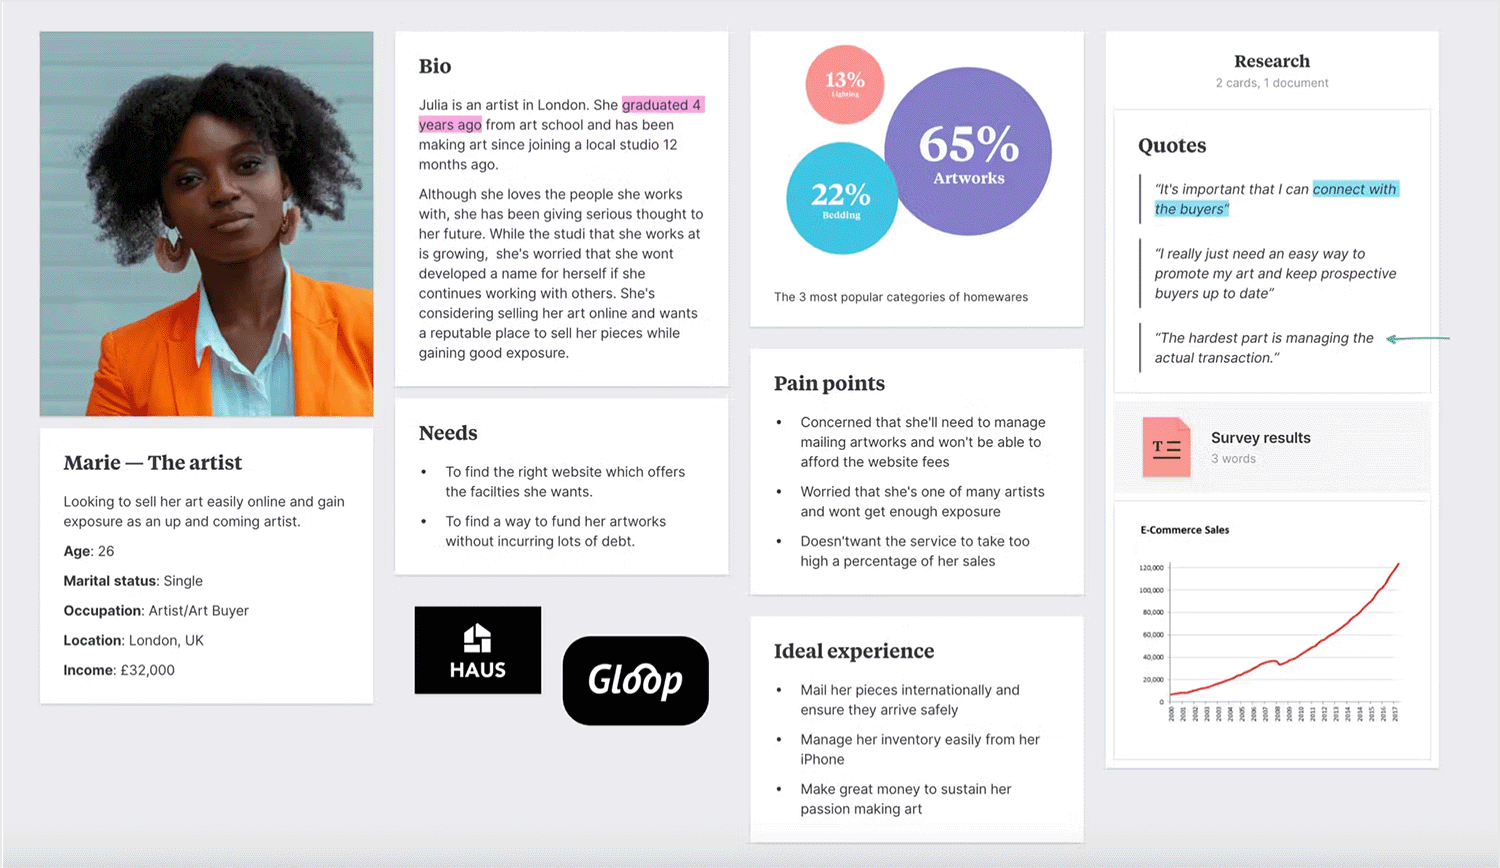 Marie — The artist
Looking to sell her art easily online and gain
exposure as an up and coming artist.
Age: 26
Marital status: Single
Occupation: Artist/Art Buyer
Location: London, UK
Income: £32,000
Bio
Julia is an artist in London. She graduated 4
years ago from art school and has been
making art since joining a local studio 12
months ago.
Although she loves the people she works
with, she has been giving serious thought to
her future. While the studi that she works at
is growing, she's worried that she wont
developed a name for herself if she
continues working with others. She's
considering selling her art online and wants
a reputable place to sell her pieces while
gaining good exposure.
Needs
• To find the right website which offers
the facilties she wants.
• To find a way to fund her artworks
without incurring lots of debt.
HAUS
Gloop
13%
Lighting
65%
Artworks
22%
Bedding
The 3 most popular categories of homewares
Pain points
• Concerned that she'll need to manage
mailing artworks and won't be able to
afford the website fees
• Worried that she's one of many artists
and wont get enough exposure
• Doesn'twant the service to take too
high a percentage of her sales
Ideal experience
• Mail her pieces internationally and
ensure they arrive safely
• Manage her inventory easily from her
iPhone
• Make great money to sustain her
passion making art
Research
2 cards, 1 document
Quotes
“It's important that I can connect with
the buyers”
“I really just need an easy way to
promote my art and keep prospective
buyers up to date”
“The hardest part is managing the
actual transaction.”
T
Survey results
3 words
E-Commerce Sales
120,000
100,000
80,000
60,000
40,000
20,000
0
2000 2001 2002 2003 2003 2004 2005 2006 2007 2008 2009 2010 2011 2012 2013 2014 2014 2015 2016 2017